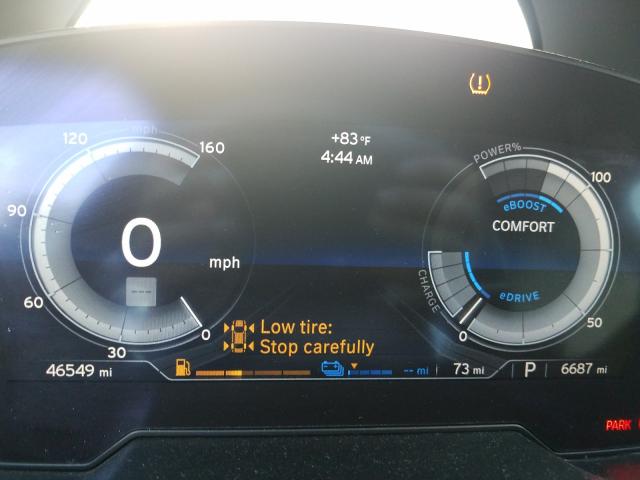 mph
120
160
90
60
30
0
0
mph
+83 °F
4:44 AM
POWER%
100
eBOOST
COMFORT
CHARGE
eDRIVE
0
50
Low tire:
Stop carefully
46549 mi
-- mi
73 mi
P
6687 mi
PARK